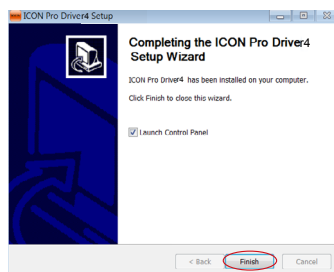 ICON Pro Driver4 Setup
Completing the ICON Pro Driver4
Setup Wizard
ICON Pro Driver4 has been installed on your computer.
Click Finish to close this wizard.
Launch Control Panel
< Back Finish Cancel